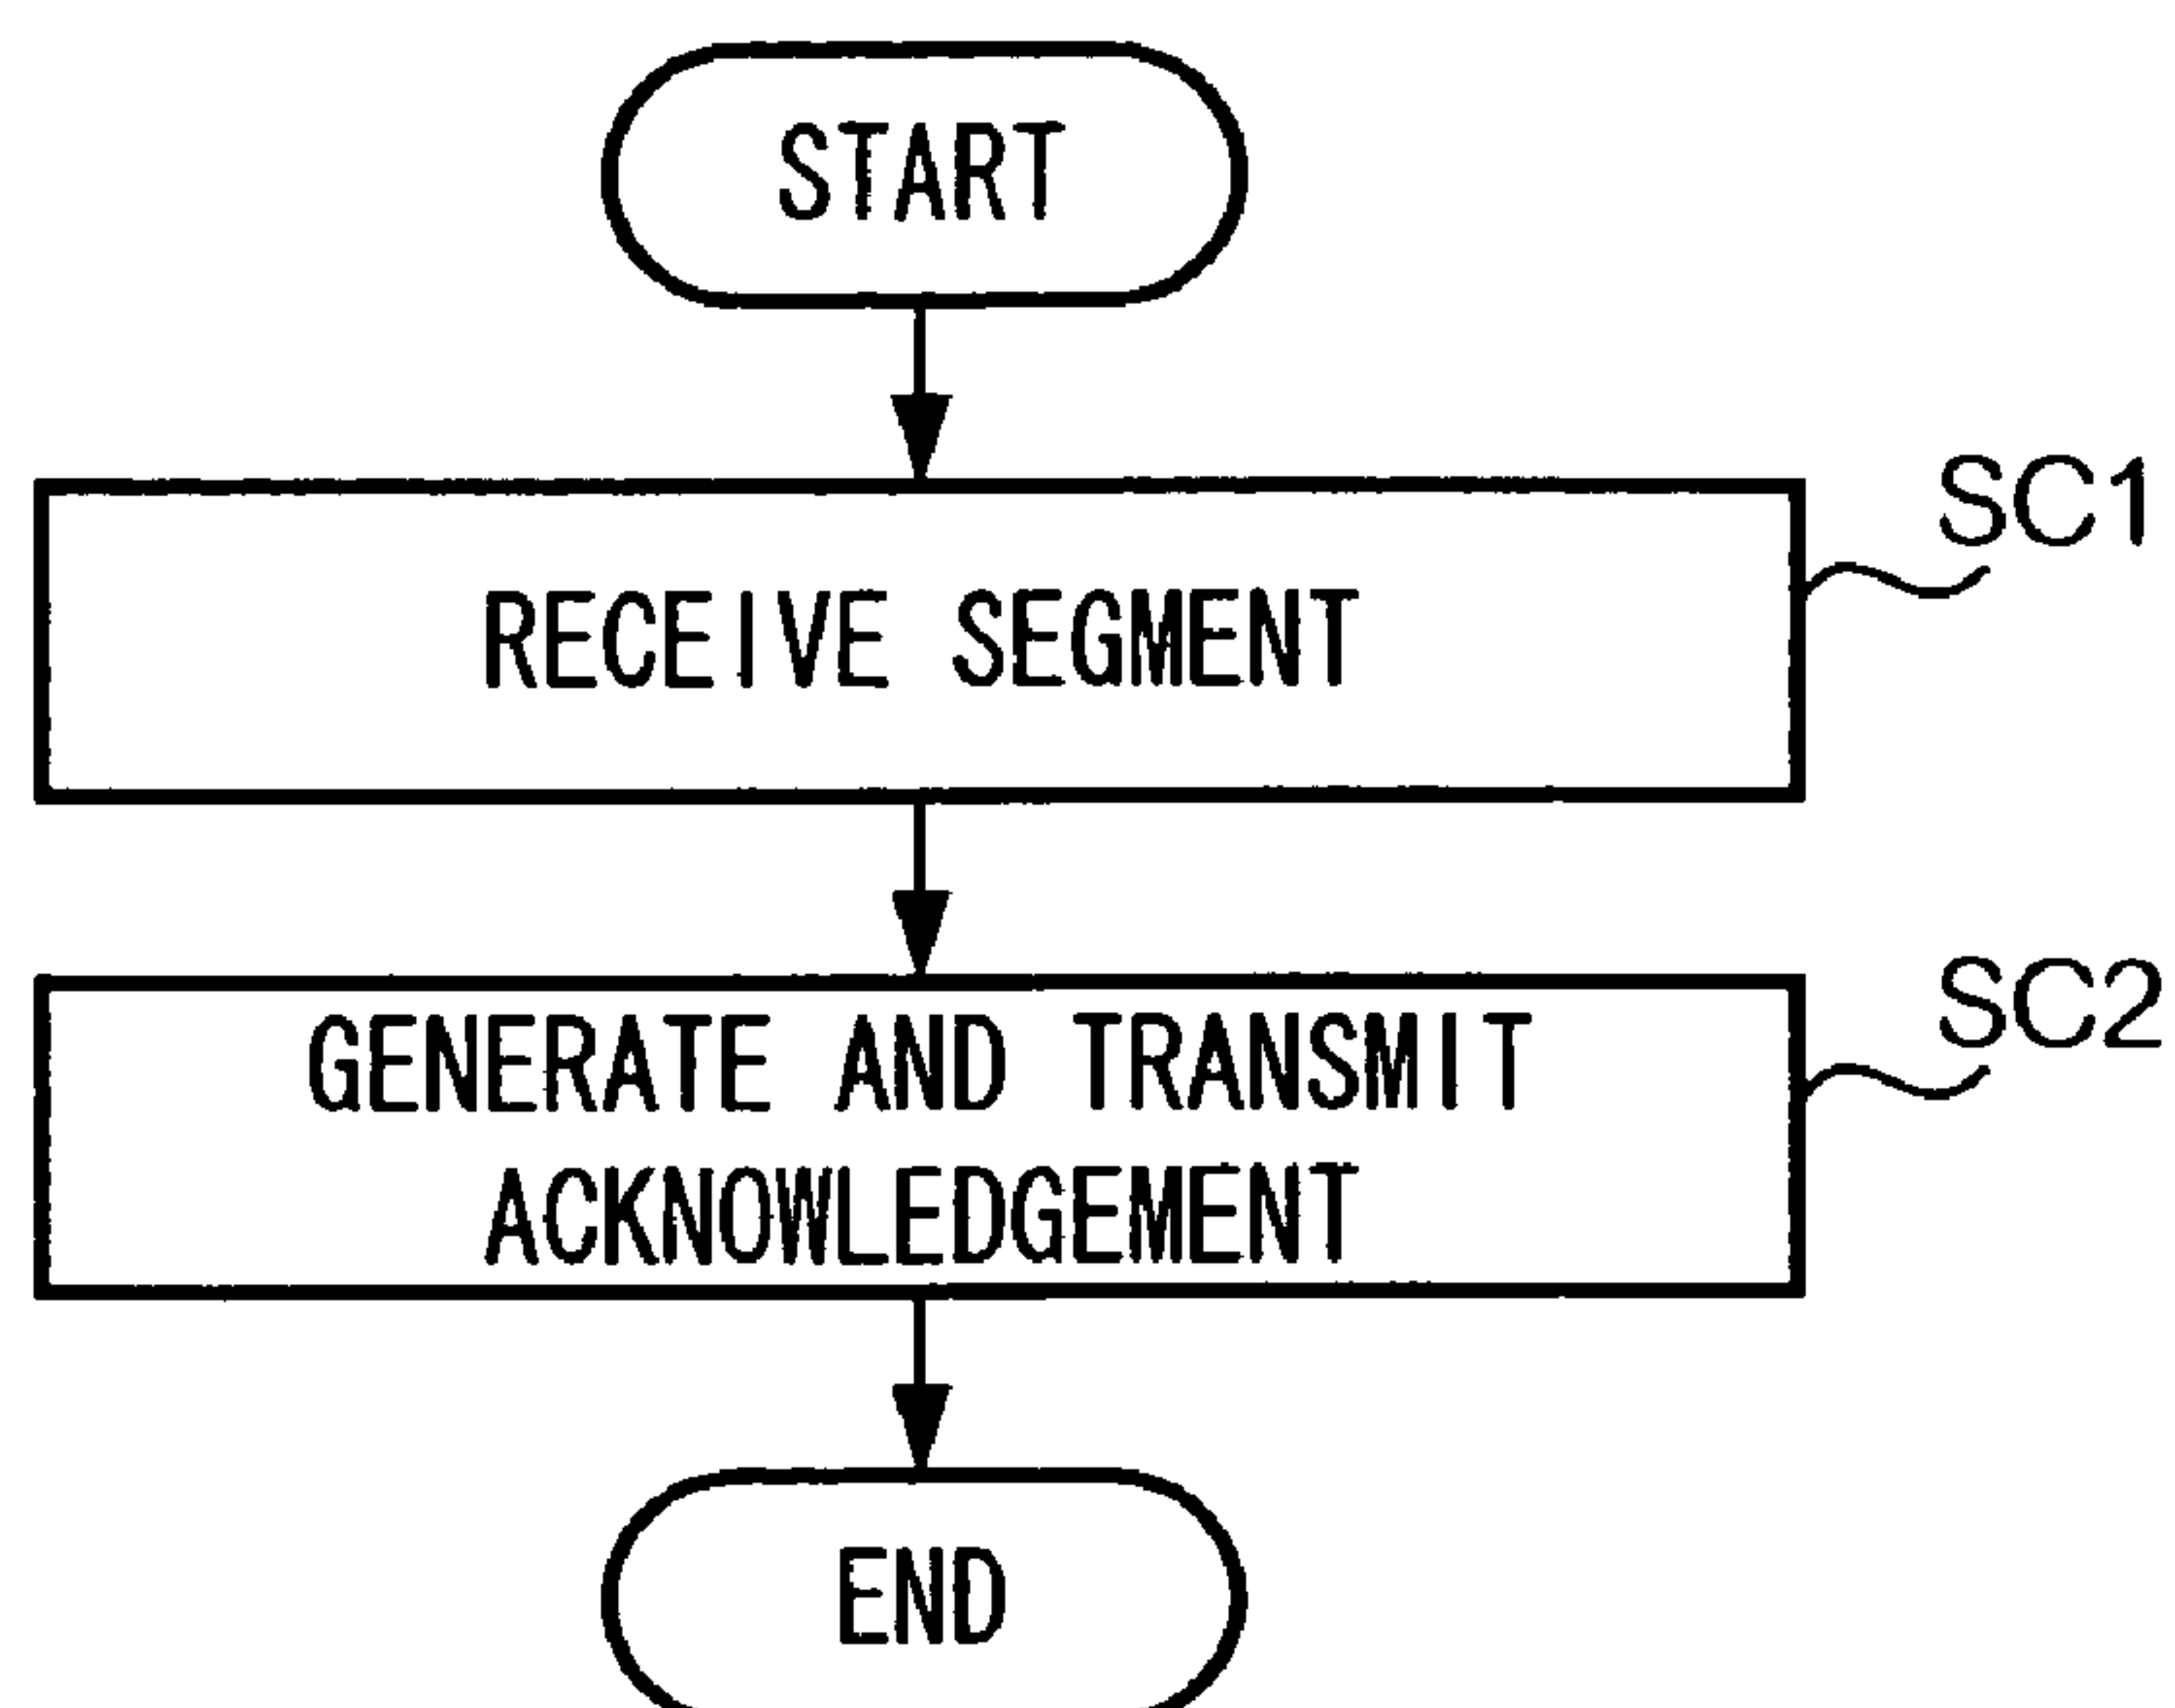 START
SC1
RECEIVE SEGMENT
SC2
GENERATE AND TRANSMIT
ACKNOWLEDGEMENT
END